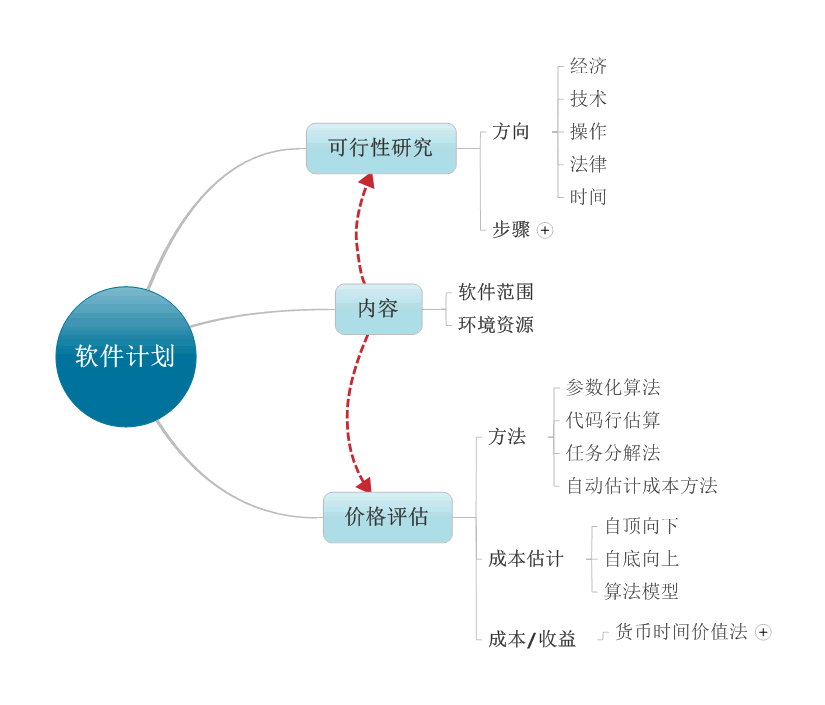 软件计划
可行性研究
方向
经济
技术
操作
法律
时间
步骤
内容
软件范围
环境资源
价格评估
方法
参数化算法
代码行估算
任务分解法
自动估计成本方法
成本估计
自顶向下
自底向上
算法模型
成本/收益
货币时间价值法